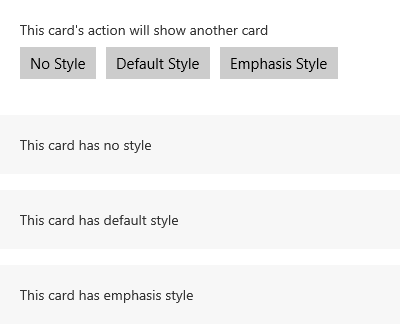 This card's action will show another card
No Style Default Style Emphasis Style
This card has no style
This card has default style
This card has emphasis style